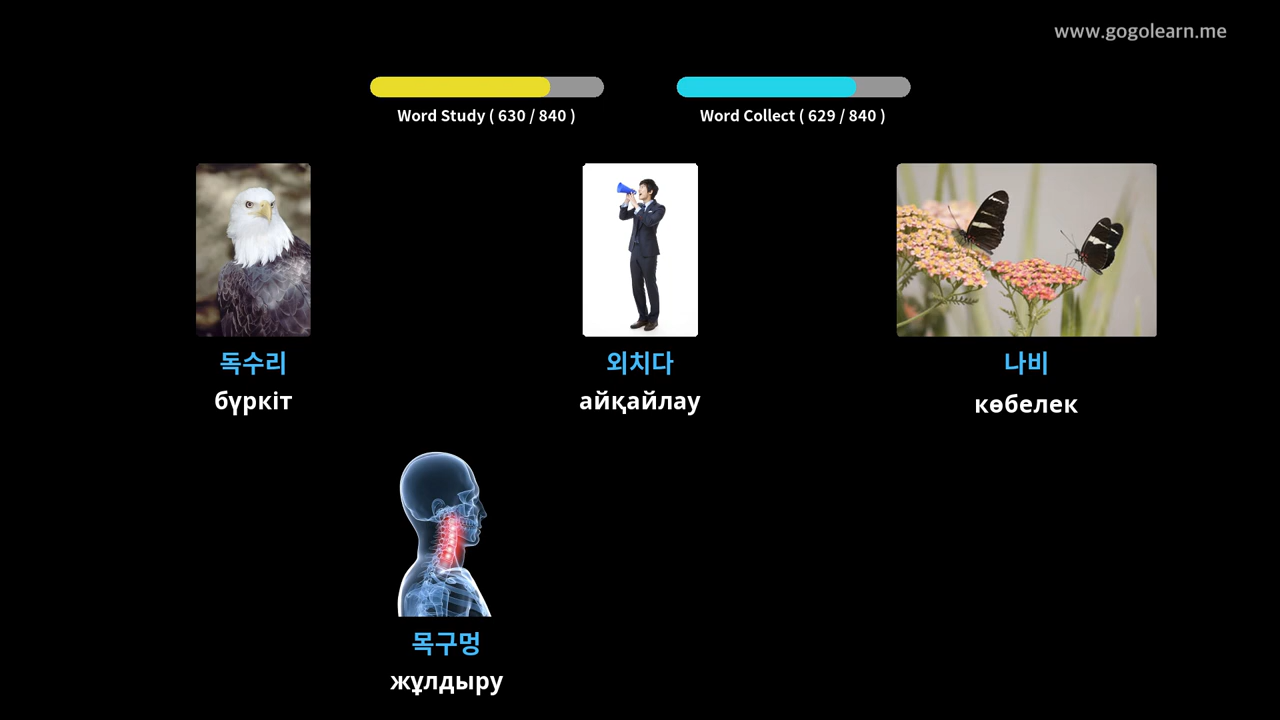 www.gogolearn.me
Word Study ( 630 / 840 )
Word Collect ( 629 / 840 )
독수리
бүркіт
외치다
айқайлау
나비
көбелек
목구멍
жұлдыру